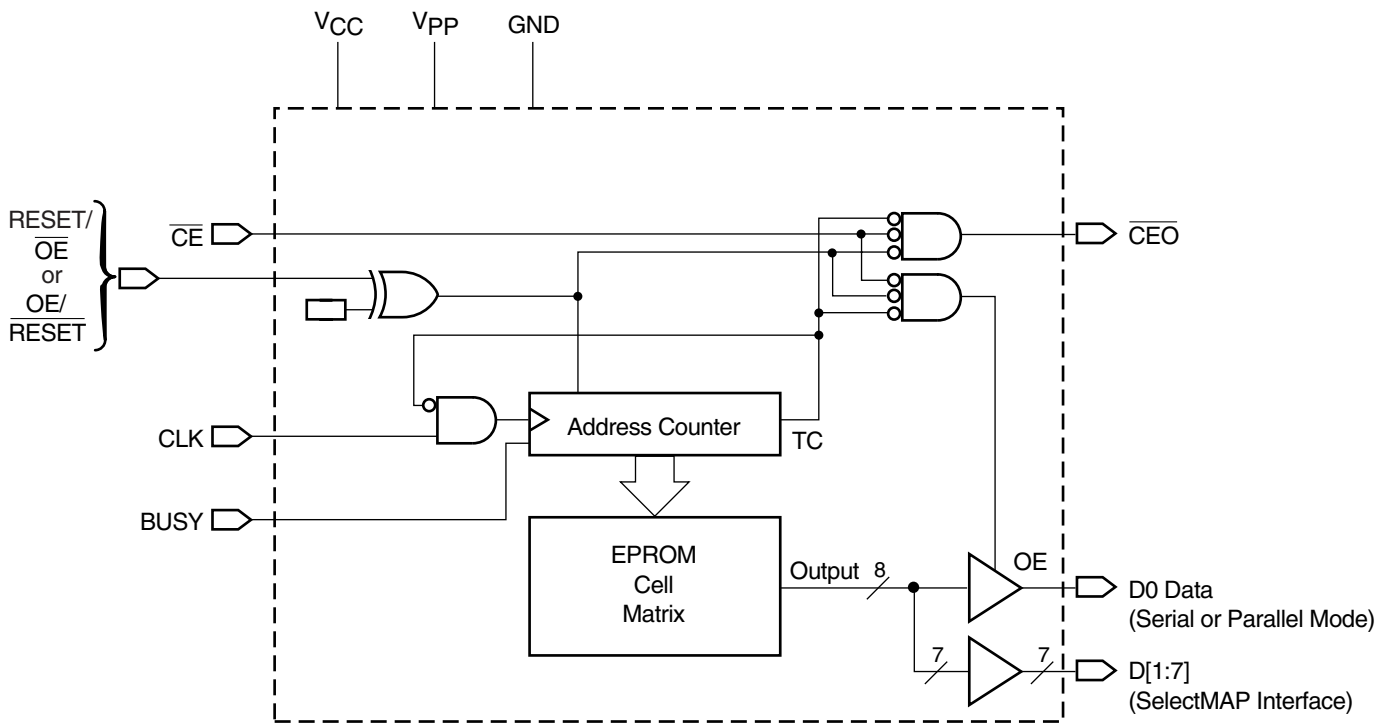 VCC
VPP
GND
RESET/
OE
or
OE/
RESET
CE
CEO
CLK
Address Counter
TC
BUSY
EPROM
Cell
Matrix
Output
8
OE
D0 Data
(Serial or Parallel Mode)
7
7
D[1:7]
(SelectMAP Interface)